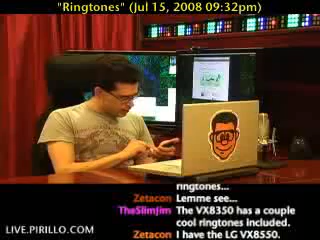 "Ringtones" (Jul 15, 2008 09:32pm)
ringtones...
Zetacon Lemme see...
TheSlimJim The VX8350 has a couple
cool ringtones included.
LIVE.PIRILLO.COM Zetacon I have the LG VX8550.